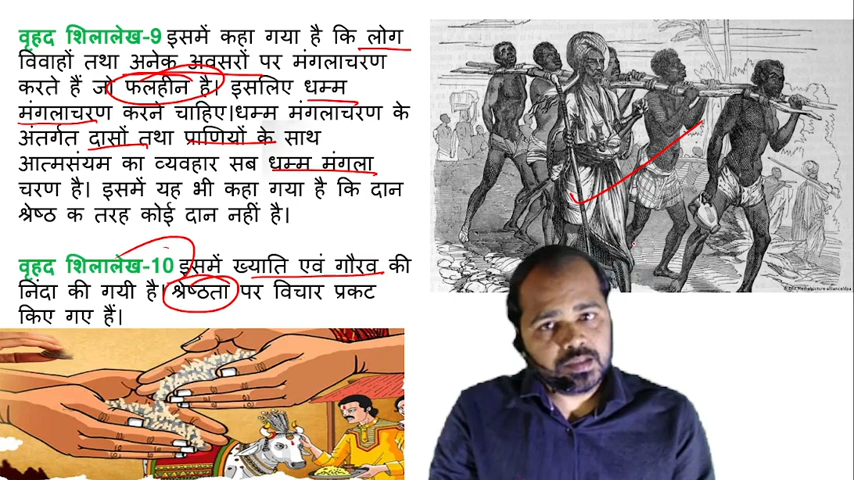 वृहद शिलालेख-9 इसमें कहा गया है कि लोग
विवाहों तथा अनेक अवसरों पर मंगलाचरण
करते हैं जो फलहीन है। इसलिए धम्म
मंगलाचरण करने चाहिए।धम्म मंगलाचरण के
अंतर्गत दासों तथा प्राणियों के साथ
आत्मसंयम का व्यवहार सब धम्म मंगला
चरण है। इसमें यह भी कहा गया है कि दान
श्रेष्ठ क तरह कोई दान नहीं है।
वृहद शिलालेख-10 इसमें ख्याति एवं गौरव की
निंदा की गयी है। श्रेष्ठता पर विचार प्रकट
किए गए हैं।